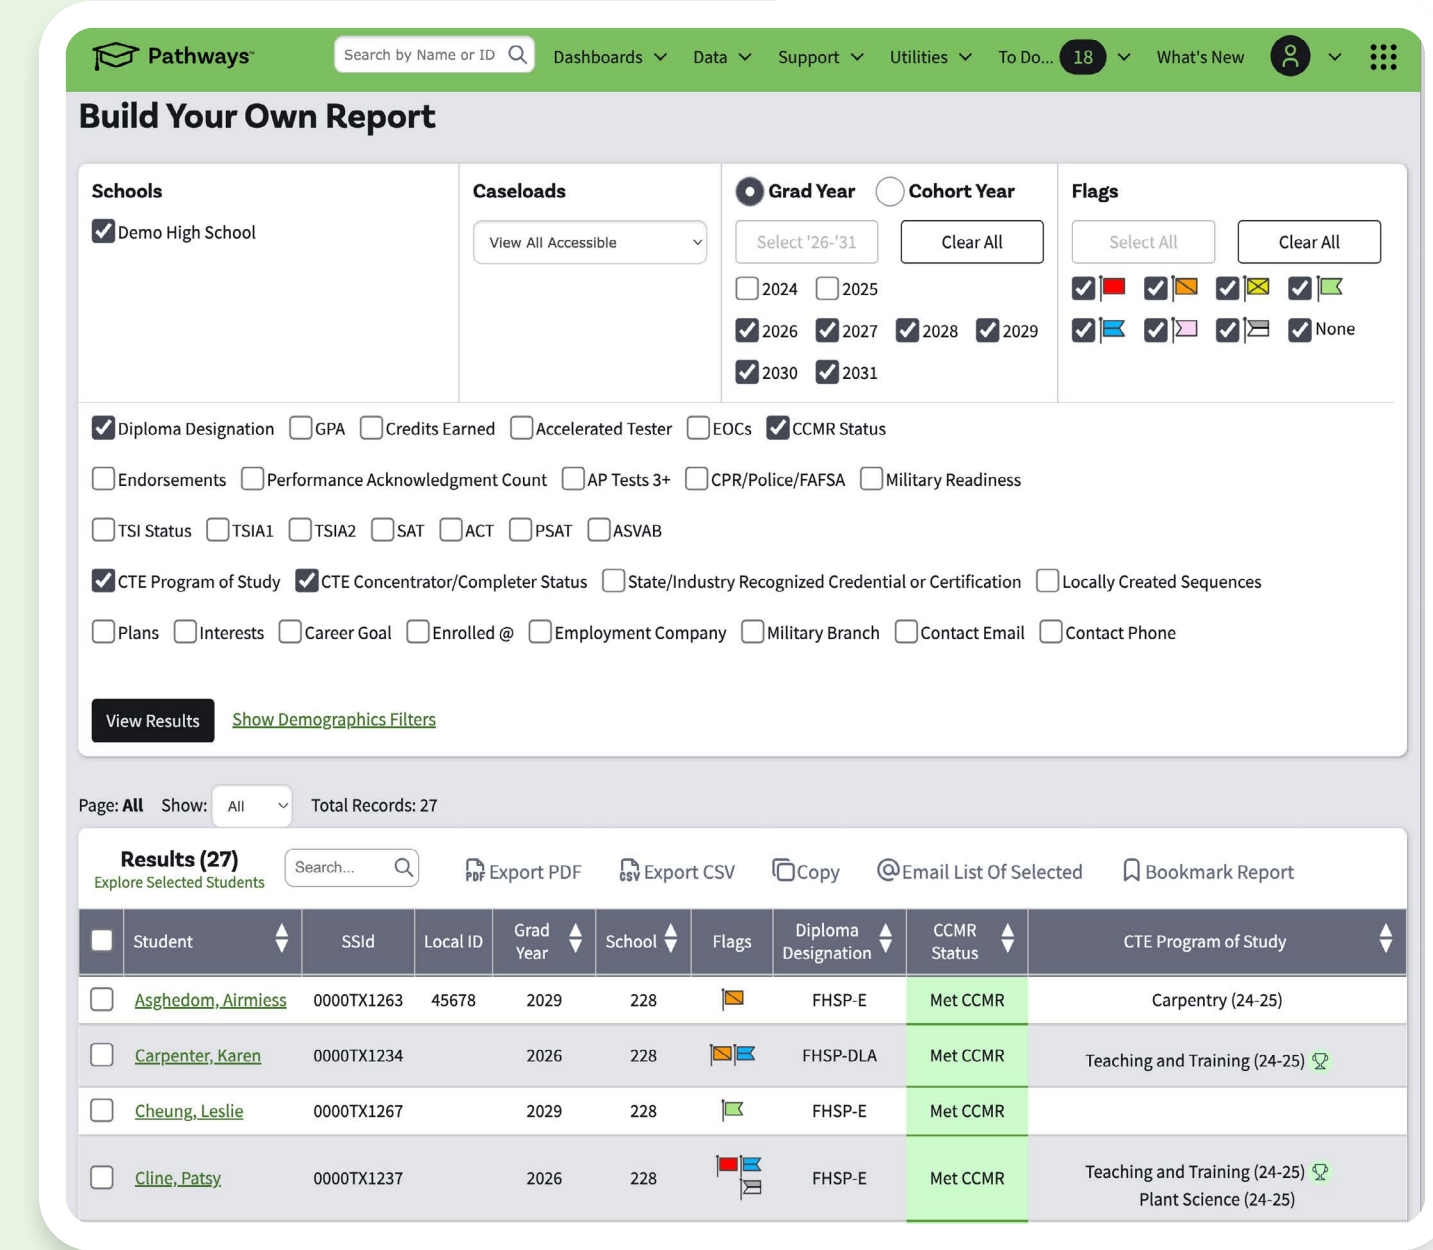 Pathways™ Search by Name or ID Dashboards Data Support Utilities To Do... 18 What's New
Build Your Own Report
Schools
Demo High School
Caseloads
View All Accessible
Grad Year Cohort Year
Select '26-'31 Clear All
2024 2025
2026 2027 2028 2029
2030 2031
Flags
Select All Clear All
None
Diploma Designation GPA Credits Earned Accelerated Tester EOCs CCMR Status
Endorsements Performance Acknowledgment Count AP Tests 3+ CPR/Police/FAFSA Military Readiness
TSI Status TSIA1 TSIA2 SAT ACT PSAT ASVAB
CTE Program of Study CTE Concentrator/Completer Status State/Industry Recognized Credential or Certification Locally Created Sequences
Plans Interests Career Goal Enrolled @ Employment Company Military Branch Contact Email Contact Phone
View Results Show Demographics Filters
Page: All Show: All Total Records: 27
Results (27)
Explore Selected Students
Search... PDF Export PDF CSV Export CSV Copy @Email List Of Selected Bookmark Report
Student SSId Local ID Grad Year School Flags Diploma Designation CCMR Status CTE Program of Study
Asghedom, Airmiess 0000TX1263 45678 2029 228 FHSP-E Met CCMR Carpentry (24-25)
Carpenter, Karen 0000TX1234 2026 228 FHSP-DLA Met CCMR Teaching and Training (24-25)
Cheung, Leslie 0000TX1267 2029 228 FHSP-E Met CCMR
Cline, Patsy 0000TX1237 2026 228 FHSP-E Met CCMR Teaching and Training (24-25)
Plant Science (24-25)